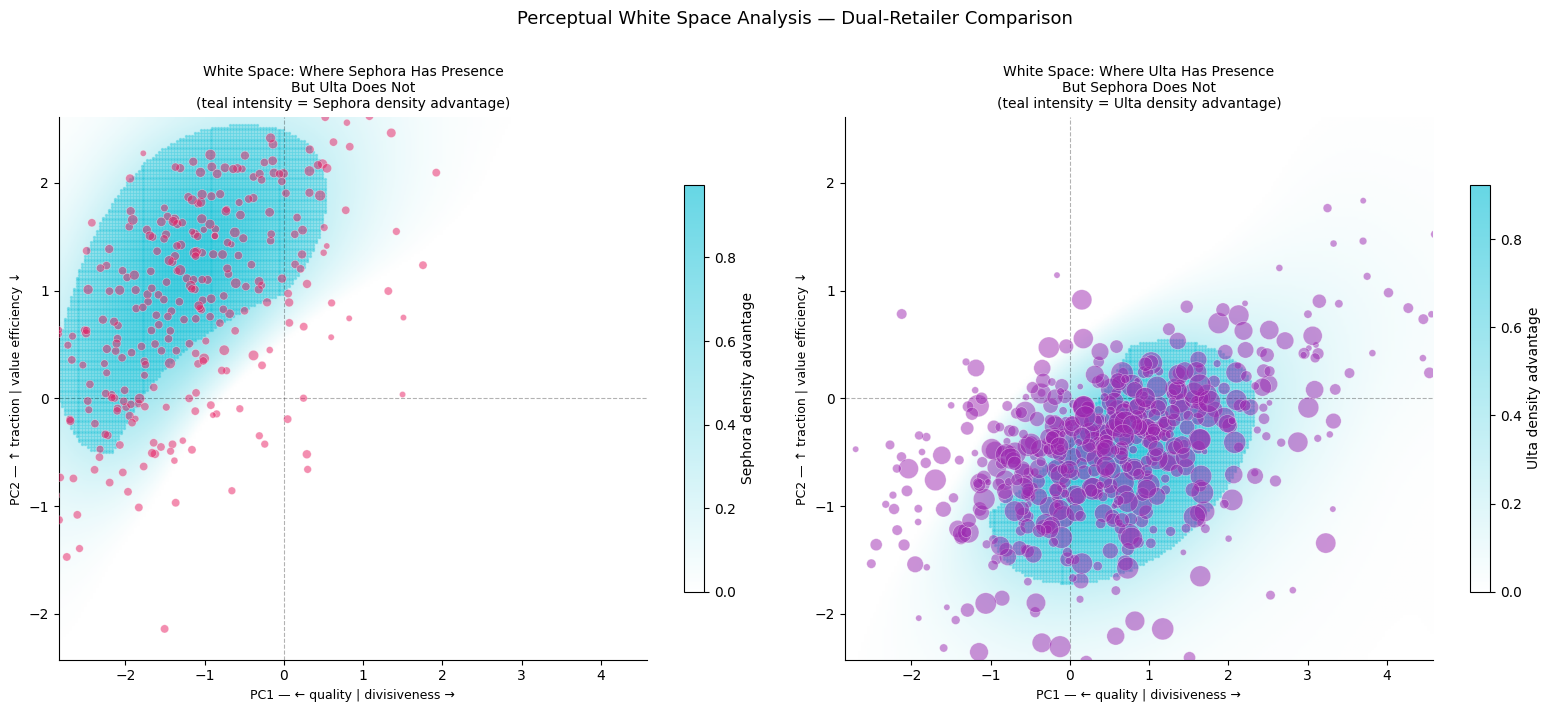 Perceptual White Space Analysis — Dual-Retailer Comparison
White Space: Where Sephora Has Presence
But Ulta Does Not
(teal intensity = Sephora density advantage)
2
1
0
−1
−2
PC2 — ↑ traction | value efficiency ↓
−2
−1
0
1
2
3
4
PC1 — ← quality | divisiveness →
0.8
0.6
0.4
0.2
0.0
Sephora density advantage
White Space: Where Ulta Has Presence
But Sephora Does Not
(teal intensity = Ulta density advantage)
2
1
0
−1
−2
PC2 — ↑ traction | value efficiency ↓
−2
−1
0
1
2
3
4
PC1 — ← quality | divisiveness →
0.8
0.6
0.4
0.2
0.0
Ulta density advantage